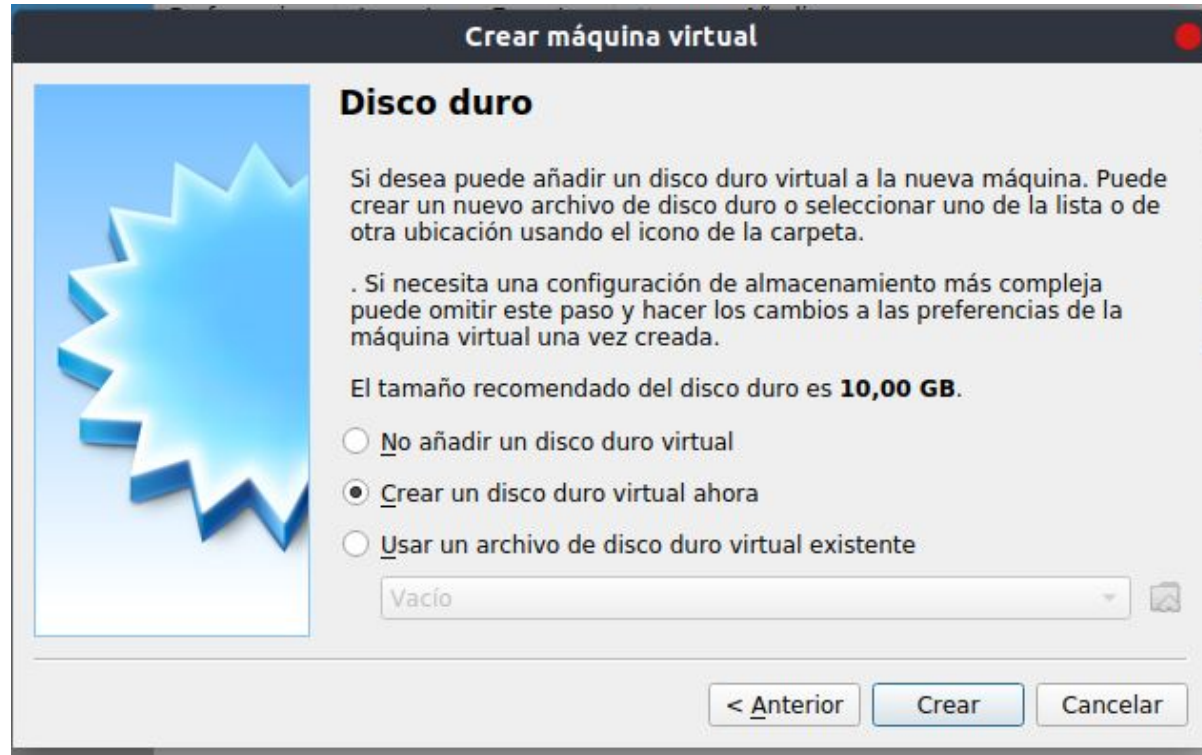 Crear máquina virtual
Disco duro
Si desea puede añadir un disco duro virtual a la nueva máquina. Puede
crear un nuevo archivo de disco duro o seleccionar uno de la lista o de
otra ubicación usando el icono de la carpeta.
. Si necesita una configuración de almacenamiento más compleja
puede omitir este paso y hacer los cambios a las preferencias de la
máquina virtual una vez creada.
El tamaño recomendado del disco duro es 10,00 GB.
No añadir un disco duro virtual
Crear un disco duro virtual ahora
Usar un archivo de disco duro virtual existente
Vacío
< Anterior
Crear
Cancelar